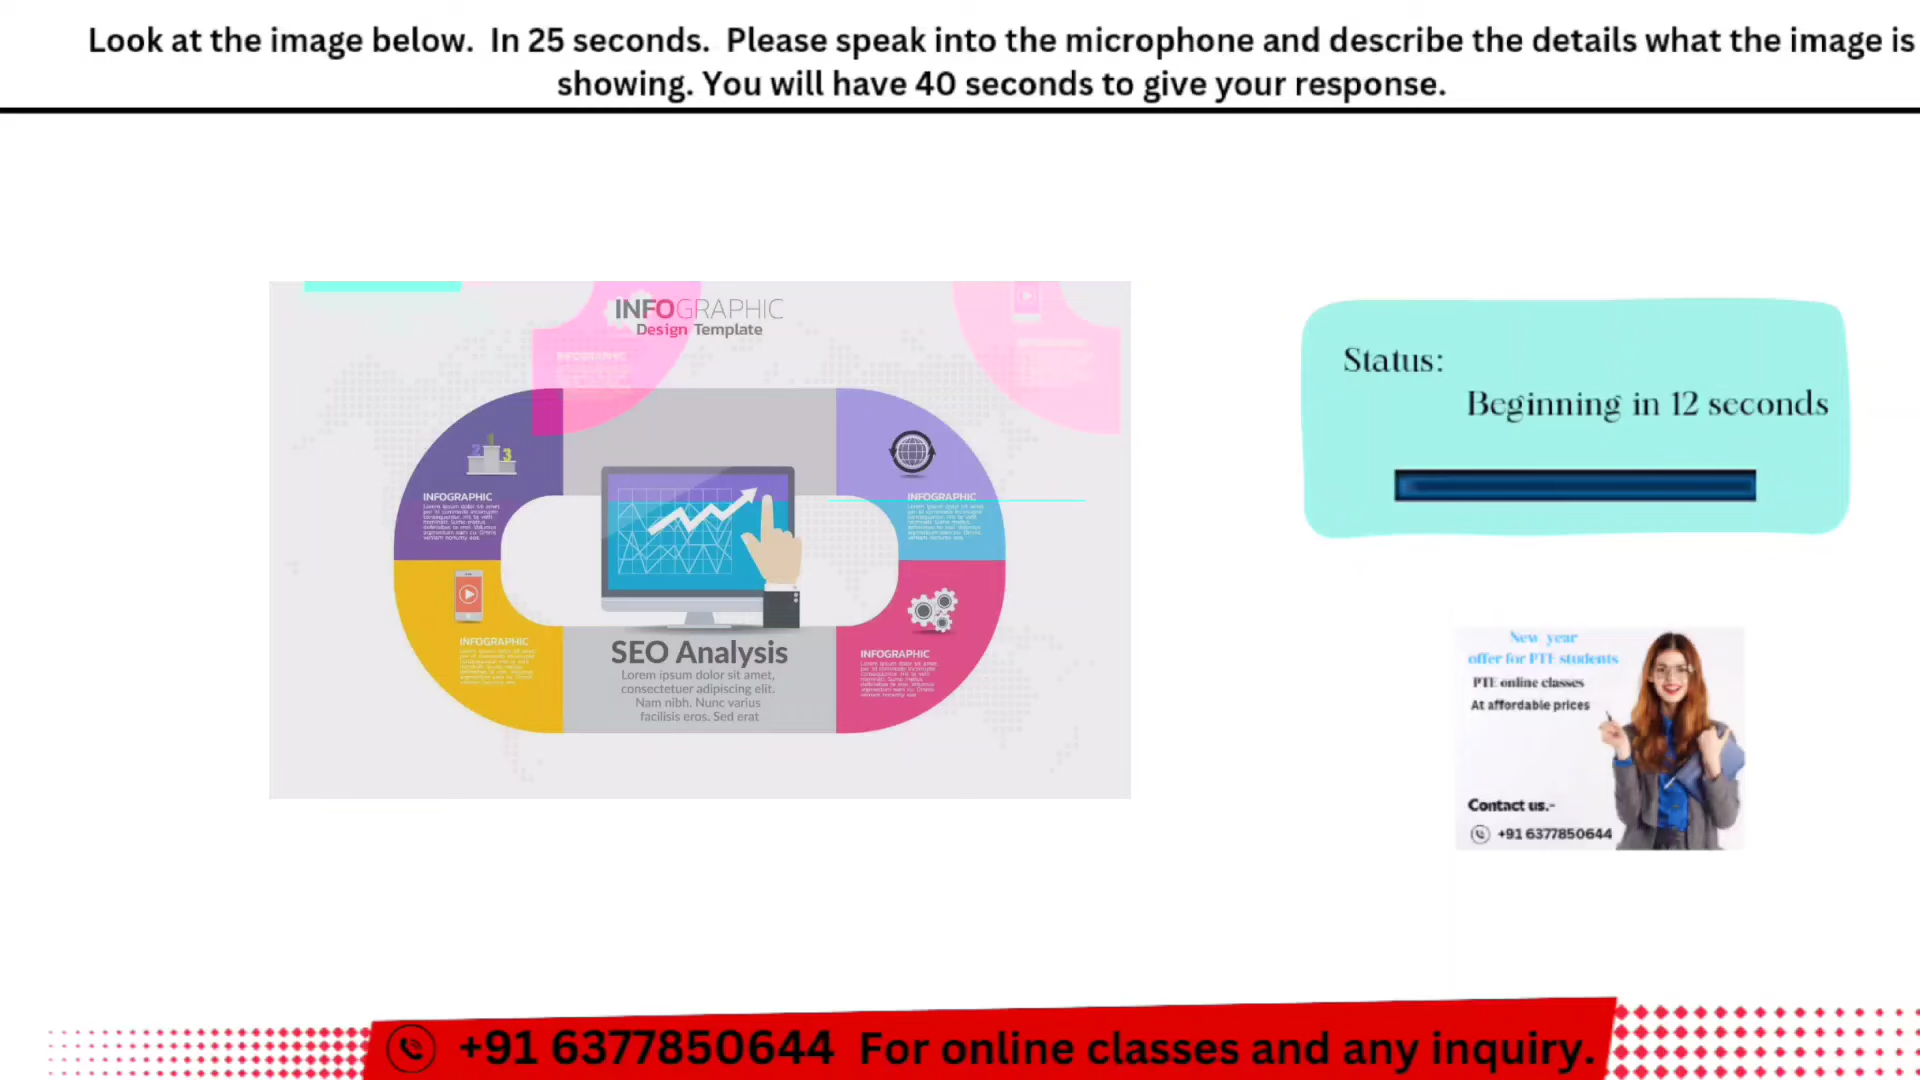 Look at the image below. In 25 seconds. Please speak into the microphone and describe the details what the image is
showing. You will have 40 seconds to give your response.
INFOGRAPHIC
Design Template
INFOGRAPHIC
2 1 3
INFOGRAPHIC
INFOGRAPHIC
INFOGRAPHIC
INFOGRAPHIC
SEO Analysis
Lorem ipsum dolor sit amet,
consectetuer adipiscing elit.
Nam nibh. Nunc varius
facilisis eros. Sed erat
Status:
Beginning in 12 seconds
New year
offer for PTE students
PTE online classes
At affordable prices
Contact us.-
+91 6377850644
+91 6377850644 For online classes and any inquiry.